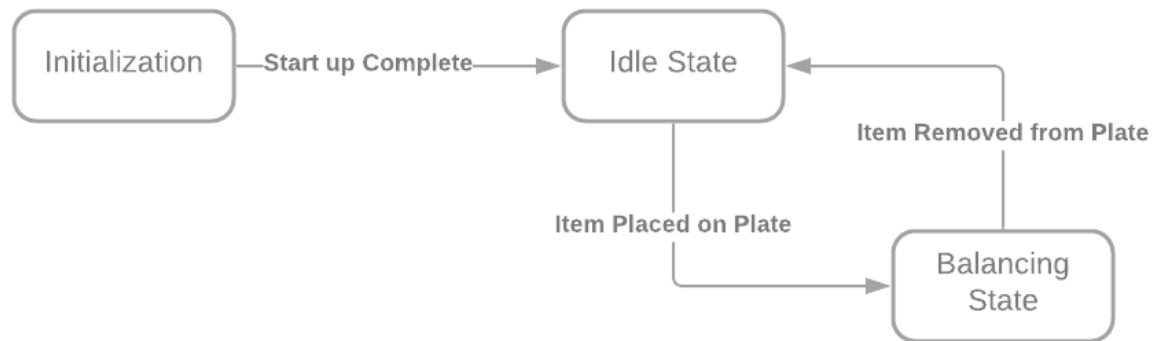 Initialization
Start up Complete
Idle State
Item Removed from Plate
Item Placed on Plate
Balancing
State